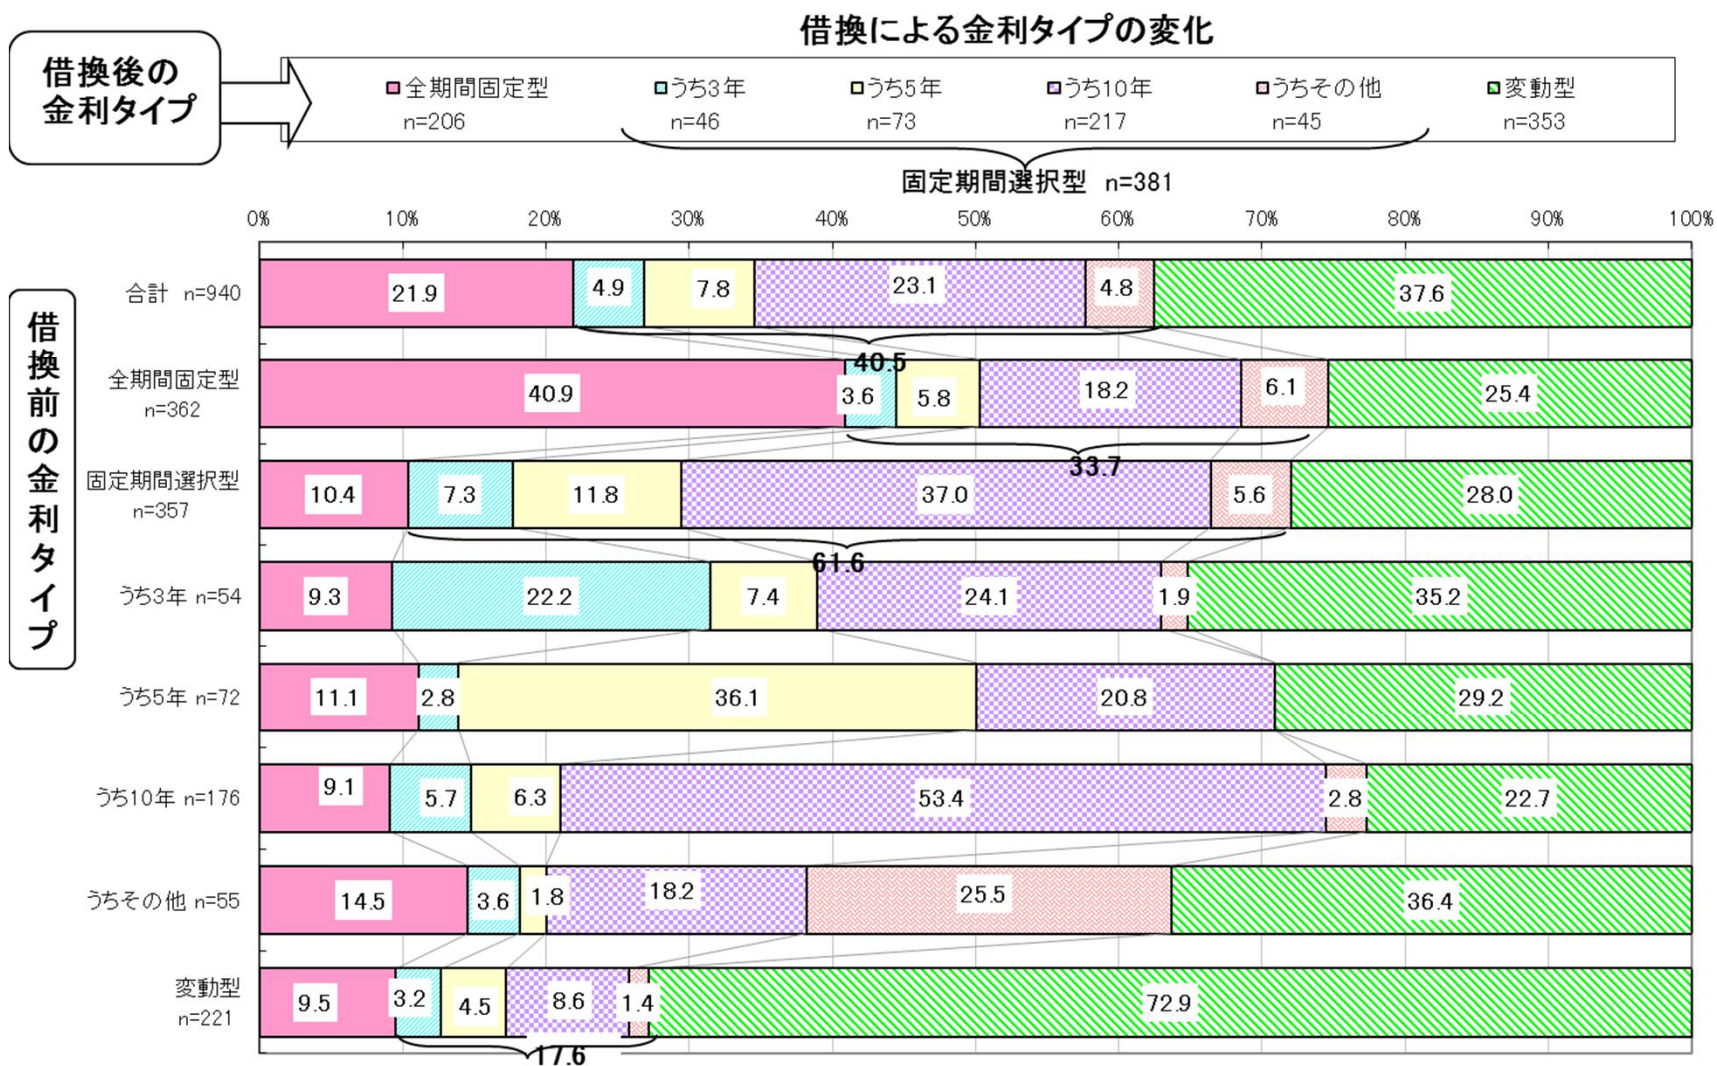 借換による金利タイプの変化
借換後の
金利タイプ
全期間固定型 うち3年 うち5年 うち10年 うちその他 変動型
n=206 n=46 n=73 n=217 n=45 n=353
固定期間選択型 n=381
0% 10% 20% 30% 40% 50% 60% 70% 80% 90% 100%
借換前の金利タイプ
合計 n=940
21.9 4.9 7.8 23.1 4.8 37.6
40.5
全期間固定型
n=362
40.9 3.6 5.8 18.2 6.1 25.4
33.7
固定期間選択型
n=357
10.4 7.3 11.8 37.0 5.6 28.0
61.6
うち3年 n=54
9.3 22.2 7.4 24.1 1.9 35.2
うち5年 n=72
11.1 2.8 36.1 20.8 29.2
うち10年 n=176
9.1 5.7 6.3 53.4 2.8 22.7
うちその他 n=55
14.5 3.6 1.8 18.2 25.5 36.4
変動型
n=221
9.5 3.2 4.5 8.6 1.4 72.9
17.6